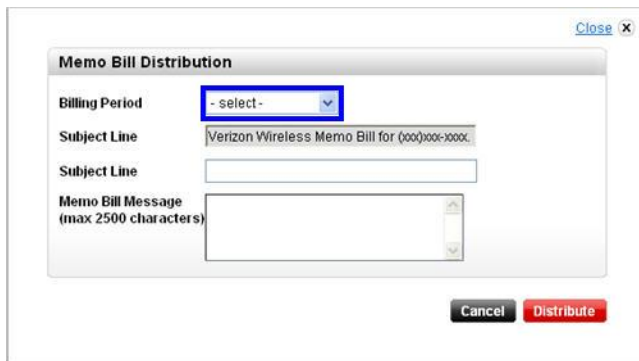 Close X
Memo Bill Distribution
Billing Period - select -
Subject Line Verizon Wireless Memo Bill for (xxx)xxx-xxxx.
Subject Line
Memo Bill Message
(max 2500 characters)
Cancel Distribute